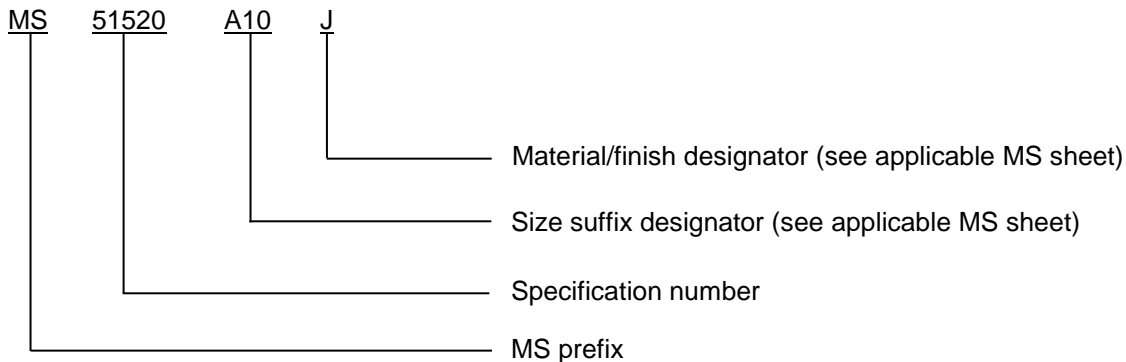 MS 51520 A10 J
Material/finish designator (see applicable MS sheet)
Size suffix designator (see applicable MS sheet)
Specification number
MS prefix